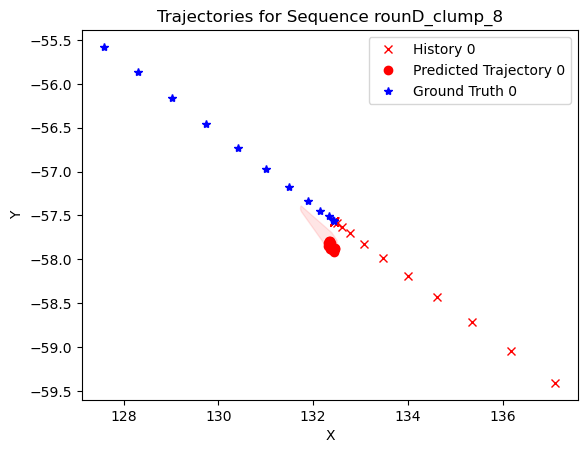 Trajectories for Sequence rounD_clump_8
History 0
Predicted Trajectory 0
Ground Truth 0
−55.5
−56.0
−56.5
−57.0
−57.5
−58.0
−58.5
−59.0
−59.5
Y
128
130
132
134
136
X